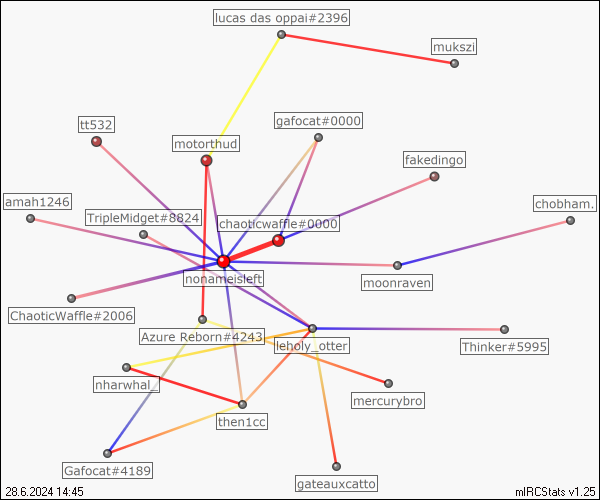 lucas das oppai#2396
mukszi
gafocat#0000
tt532
motorthud
fakedingo
amah1246
chobham.
TripleMidget#8824
chaoticwaffle#0000
nonameisleft
moonraven
ChaoticWaffle#2006
Azure Reborn#4243
leholy_otter
Thinker#5995
nharwhal_
mercurybro
then1cc
Gafocat#4189
gateauxcatto
28.6.2024 14:45
mIRCStats v1.25